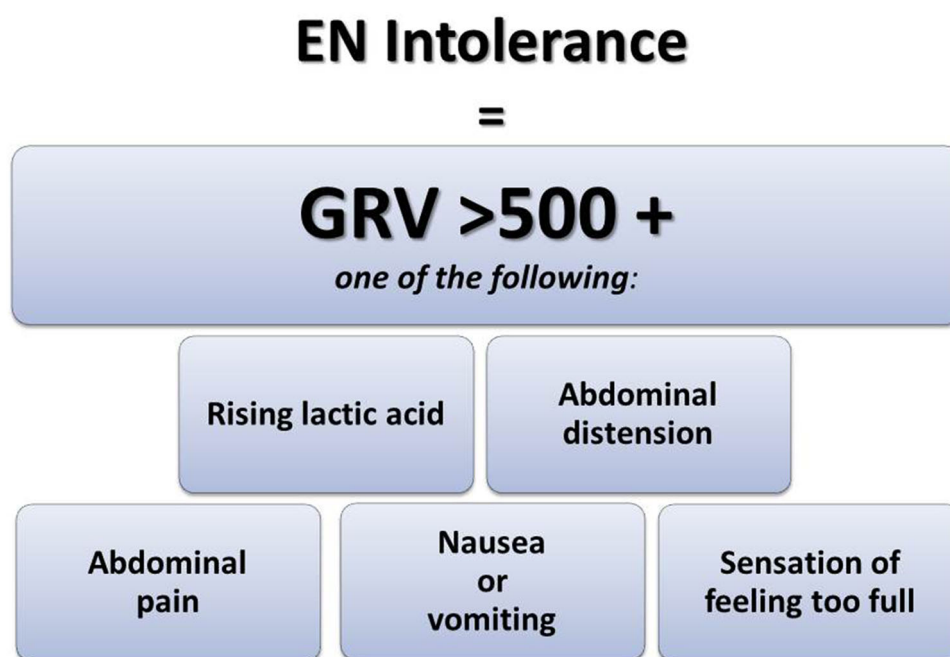 EN Intolerance
=
GRV >500 +
one of the following:
Rising lactic acid
Abdominal
distension
Abdominal
pain
Nausea
or
vomiting
Sensation of
feeling too full